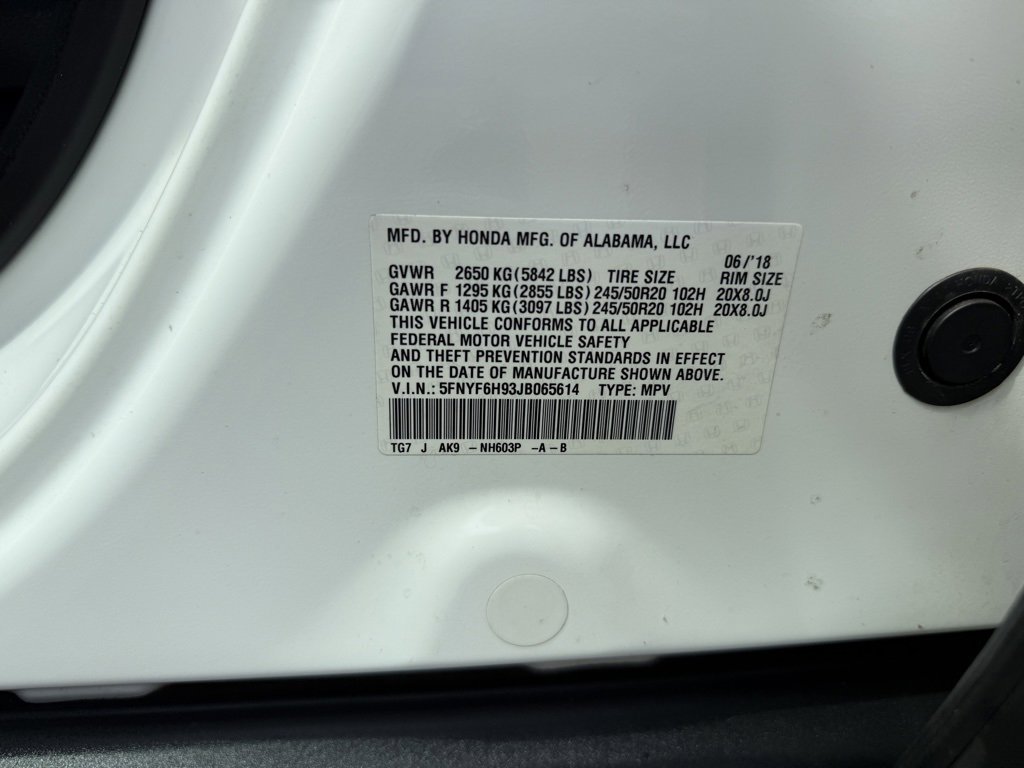 MFD. BY HONDA MFG. OF ALABAMA, LLC
06/'18
GVWR 2650 KG(5842 LBS) TIRE SIZE RIM SIZE
GAWR F 1295 KG(2855 LBS) 245/50R20 102H 20X8.0J
GAWR R 1405 KG(3097 LBS) 245/50R20 102H 20X8.0J
THIS VEHICLE CONFORMS TO ALL APPLICABLE
FEDERAL MOTOR VEHICLE SAFETY
AND THEFT PREVENTION STANDARDS IN EFFECT
ON THE DATE OF MANUFACTURE SHOWN ABOVE.
V.I.N.: 5FNYF6H93JB065614 TYPE: MPV
TG7 J AK9 -NH603P -A-B
HONDA